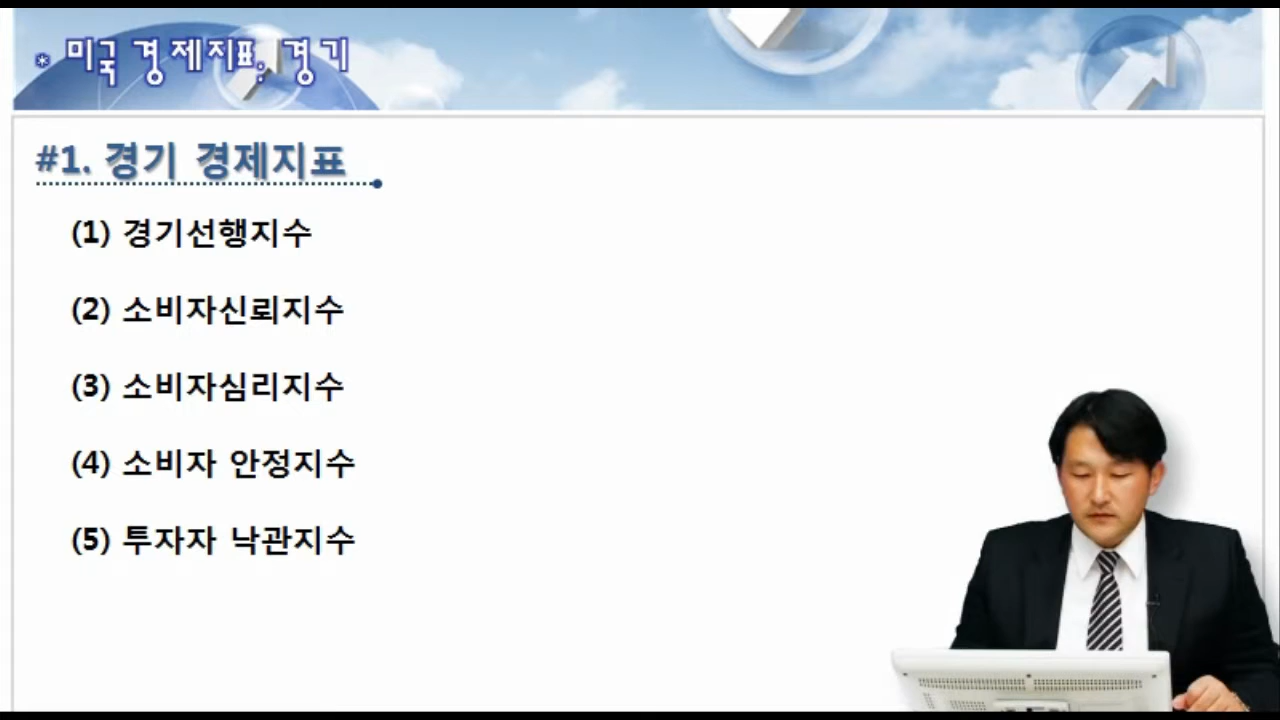 * 미국 경제지표: 경기
#1. 경기 경제지표
(1) 경기선행지수
(2) 소비자신뢰지수
(3) 소비자심리지수
(4) 소비자 안정지수
(5) 투자자 낙관지수